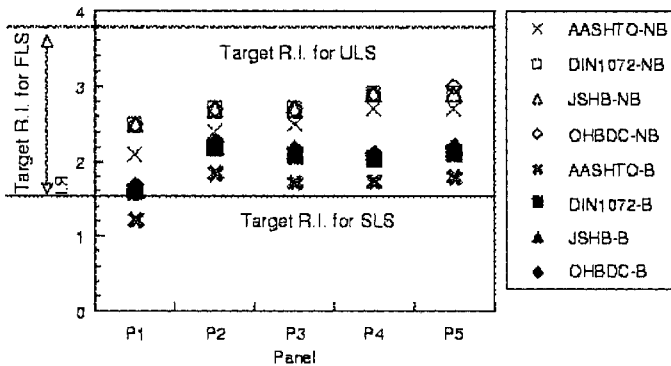 Target R.I. for FLS
R.I
4
3
2
1
0
Target R.I. for ULS
Target R.I. for SLS
P1 P2 P3 P4 P5
Panel
AASHTO-NB
DIN1072-NB
JSHB-NB
OHBDC-NB
AASHTO-B
DIN1072-B
JSHB-B
OHBDC-B